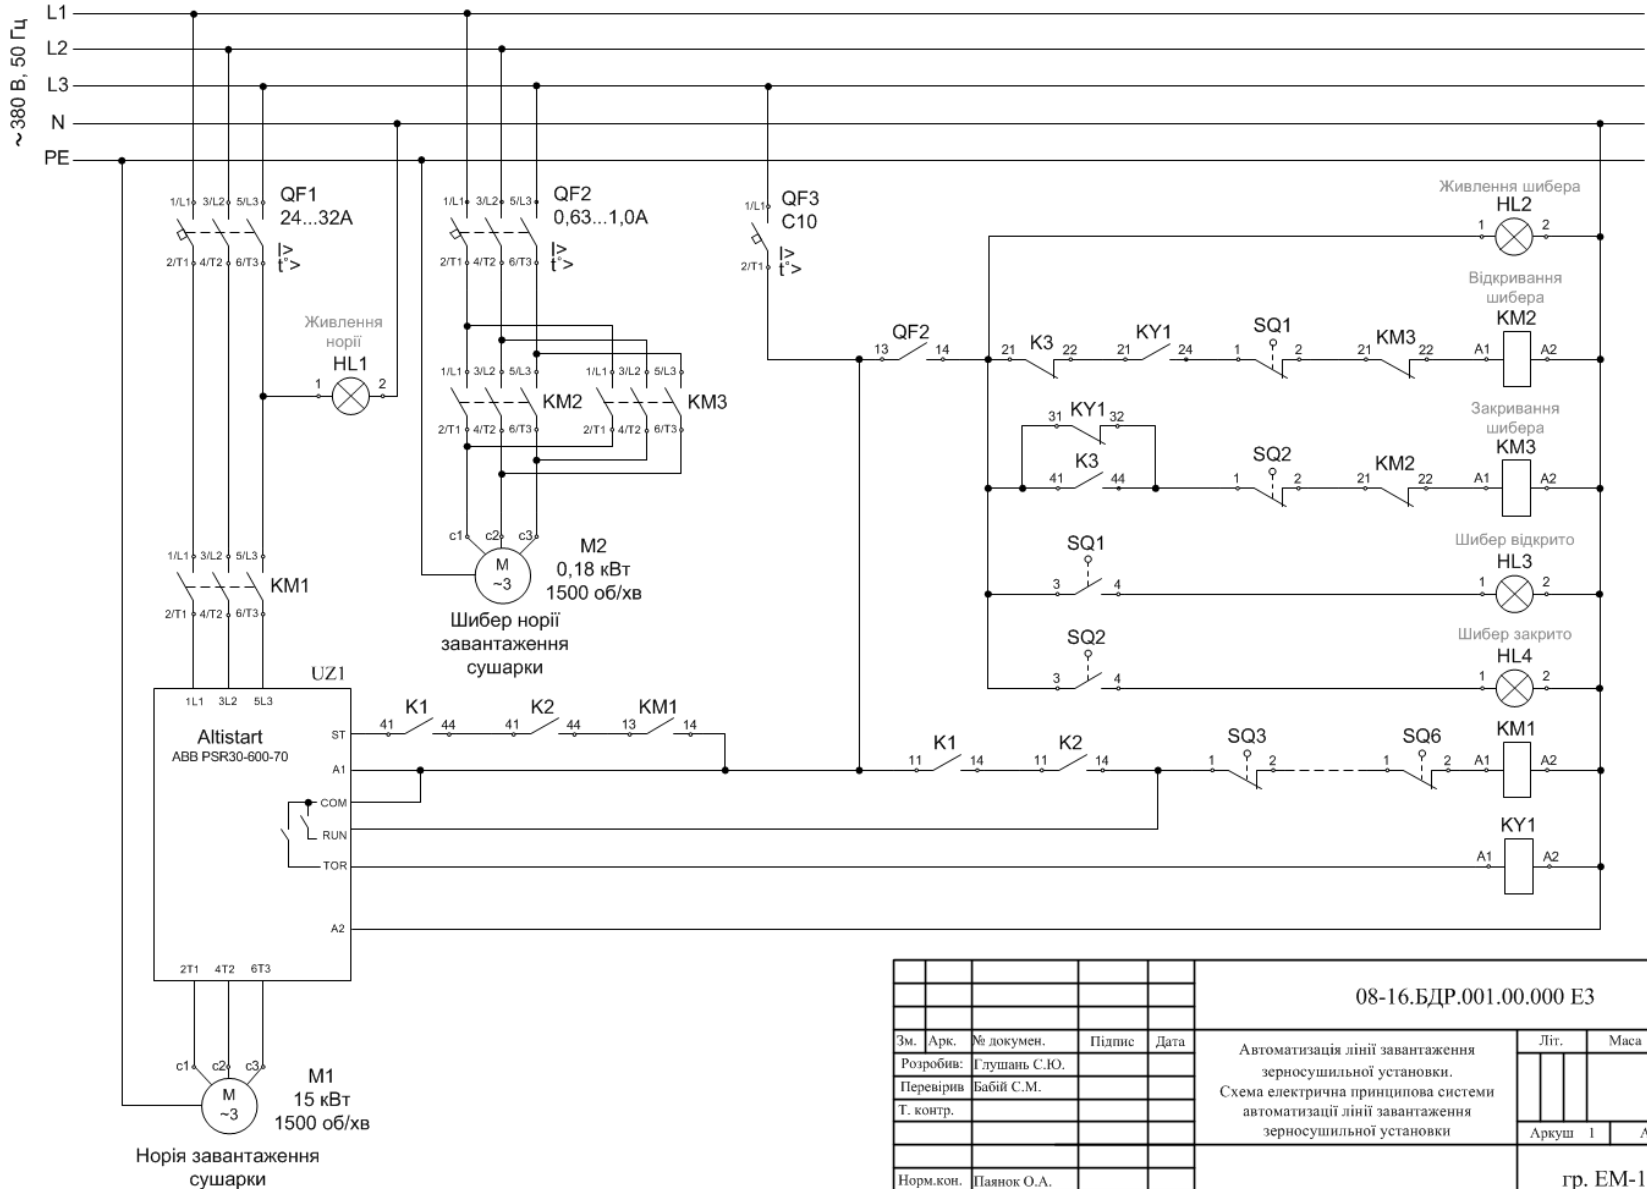 ~380 В, 50 Гц
L1
L2
L3
N
PE
1/L1 3/L2 5/L3
QF1
24...32А
2/T1 4/T2 6/T3
I>
t°>
1/L1 3/L2 5/L3
QF2
0,63...1,0А
2/T1 4/T2 6/T3
I>
t°>
1/L1
QF3
C10
2/T1
I>
t°>
Живлення шибера
HL2
1 2
Живлення
норії
HL1
1 2
Відкривання
шибера
QF2
13 14
K3
21 22
KY1
21 24
SQ1
1 2
KM3
21 22
KM2
A1 A2
1/L1 3/L2 5/L3
KM2
2/T1 4/T2 6/T3
1/L1 3/L2 5/L3
KM3
2/T1 4/T2 6/T3
Закривання
шибера
KY1
31 32
K3
41 44
SQ2
1 2
KM2
21 22
KM3
A1 A2
c1 c2 c3
M
~3
M2
0,18 кВт
1500 об/хв
Шибер норії
завантаження
сушарки
1/L1 3/L2 5/L3
KM1
2/T1 4/T2 6/T3
SQ1
3 4
Шибер відкрито
HL3
1 2
SQ2
3 4
Шибер закрито
HL4
1 2
UZ1
1L1 3L2 5L3
Altistart
ABB PSR30-600-70
ST
A1
COM
RUN
TOR
A2
2T1 4T2 6T3
K1
41 44
K2
41 44
KM1
13 14
K1
11 14
K2
11 14
SQ3
1 2
SQ6
1 2
KM1
A1 A2
KY1
A1 A2
c1 c2 c3
M
~3
M1
15 кВт
1500 об/хв
Норія завантаження
сушарки
08-16.БДР.001.00.000 Е3
Зм. Арк. № докумен. Підпис Дата
Розробив: Глушань С.Ю.
Перевірив Бабій С.М.
Т. контр.
Норм.кон. Паянок О.А.
Автоматизація лінії завантаження
зерносушильної установки.
Схема електрична принципова системи
автоматизації лінії завантаження
зерносушильної установки
Літ. Маса
Аркуш 1 А
гр. ЕМ-1